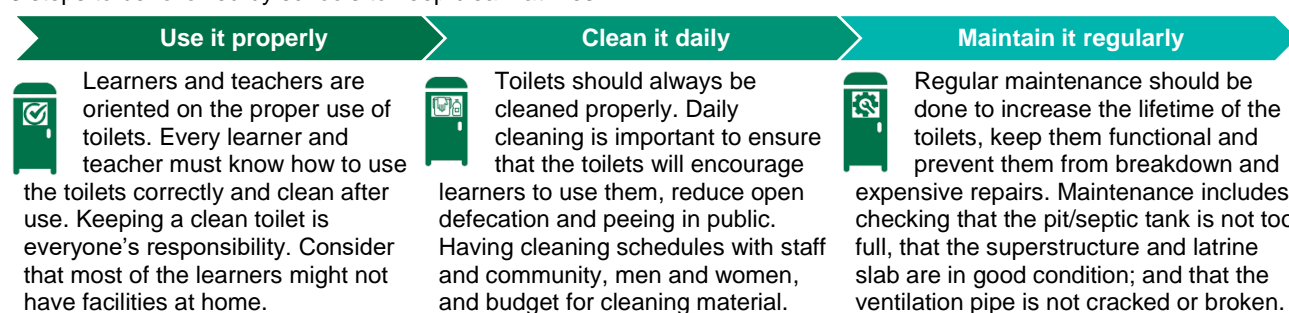 Use it properly
Learners and teachers are
oriented on the proper use of
toilets. Every learner and
teacher must know how to use
the toilets correctly and clean after
use. Keeping a clean toilet is
everyone’s responsibility. Consider
that most of the learners might not
have facilities at home.
Clean it daily
Toilets should always be
cleaned properly. Daily
cleaning is important to ensure
that the toilets will encourage
learners to use them, reduce open
defecation and peeing in public.
Having cleaning schedules with staff
and community, men and women,
and budget for cleaning material.
Maintain it regularly
Regular maintenance should be
done to increase the lifetime of the
toilets, keep them functional and
prevent them from breakdown and
expensive repairs. Maintenance includes
checking that the pit/septic tank is not too
full, that the superstructure and latrine
slab are in good condition; and that the
ventilation pipe is not cracked or broken.